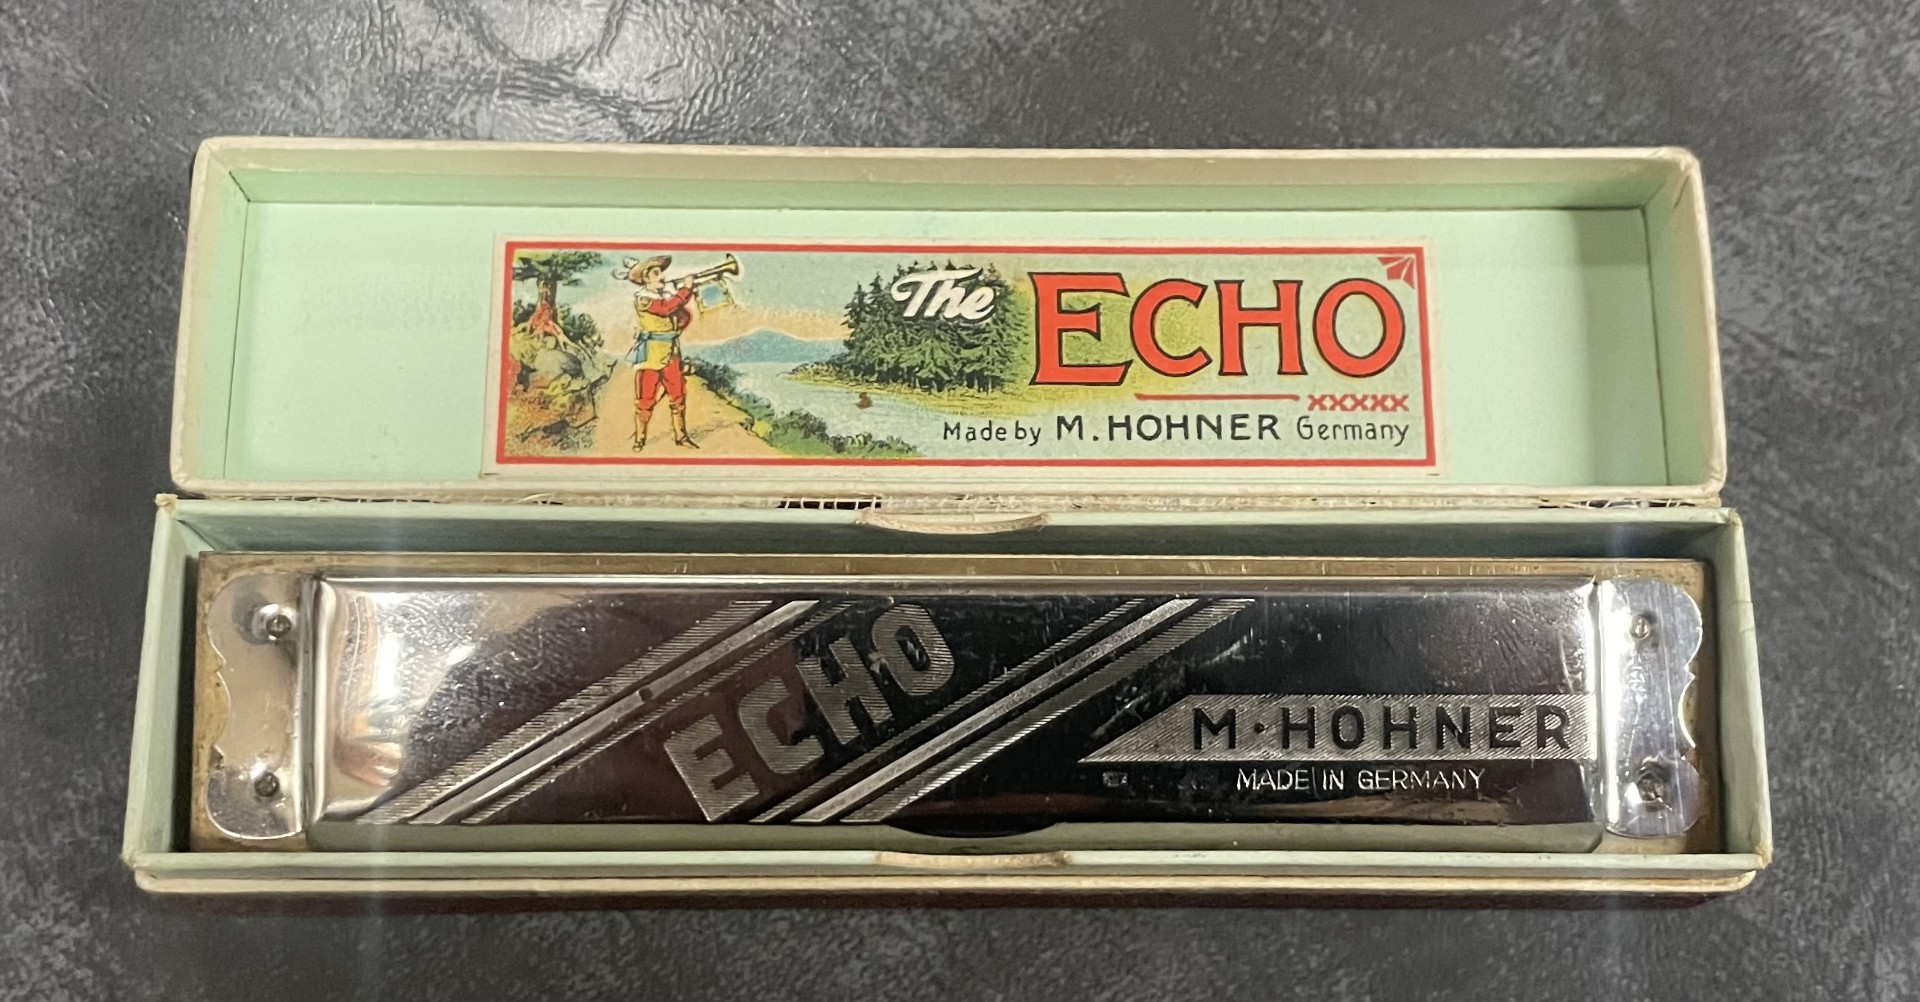 The ECHO
xxxxx
Made by M. HOHNER Germany
ECHO
M·HOHNER
MADE IN GERMANY